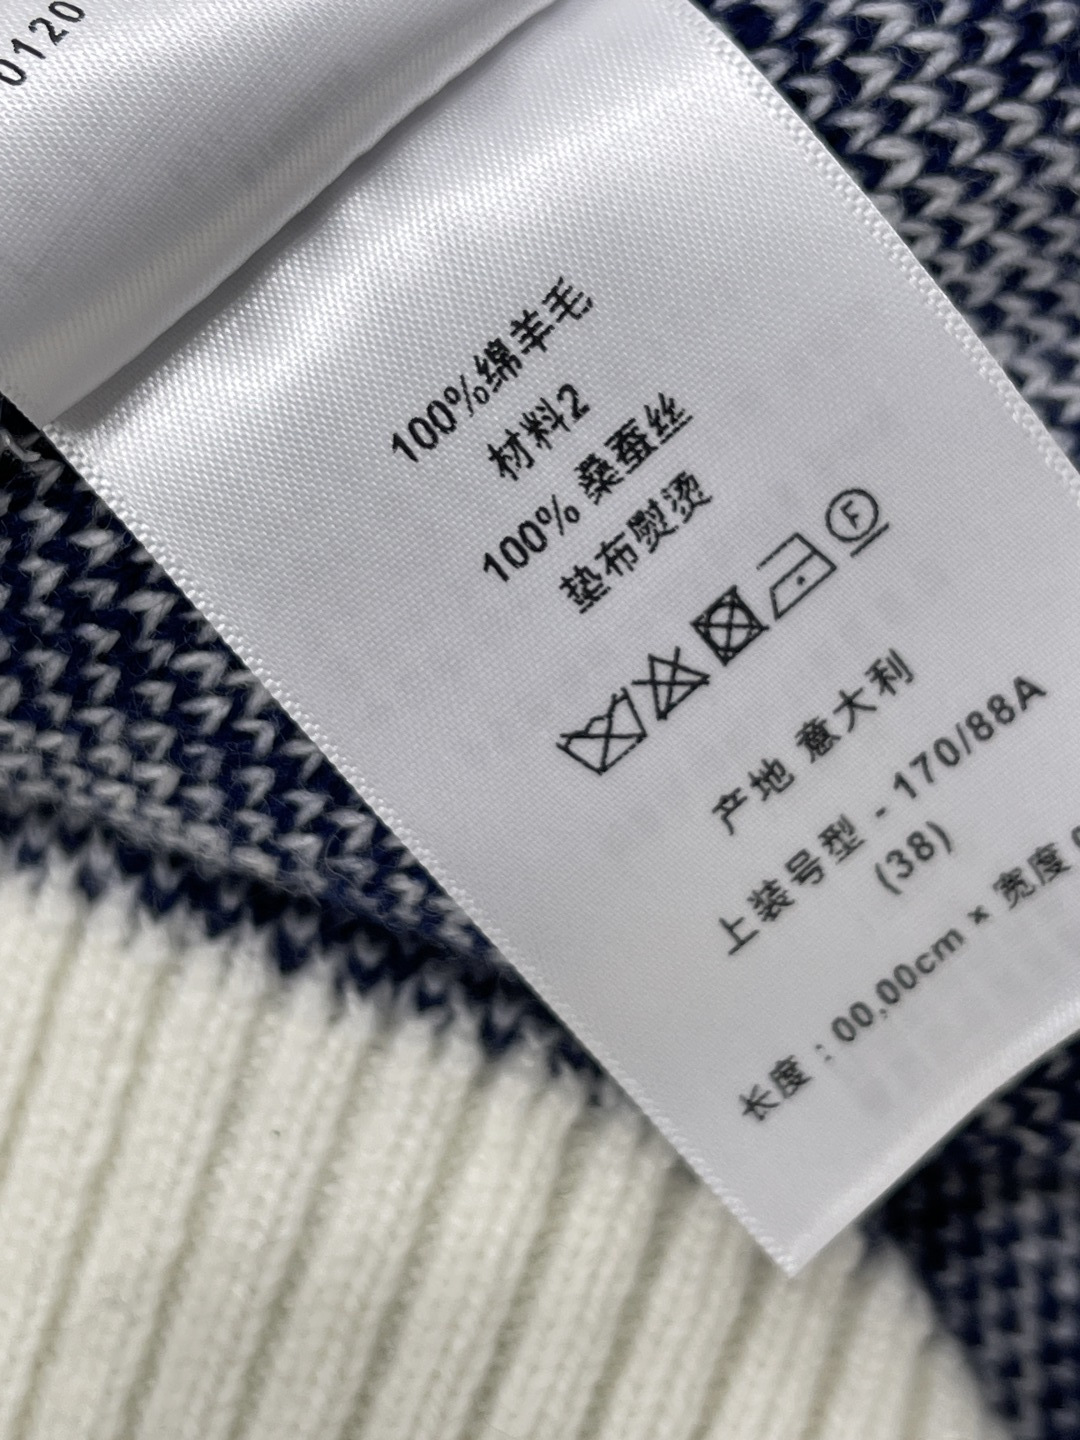 0120
100%绵羊毛
材料2
100% 桑蚕丝
垫布熨烫
F
产地 意大利
上装号型 - 170/88A
(38)
长度：00,00cm × 宽度